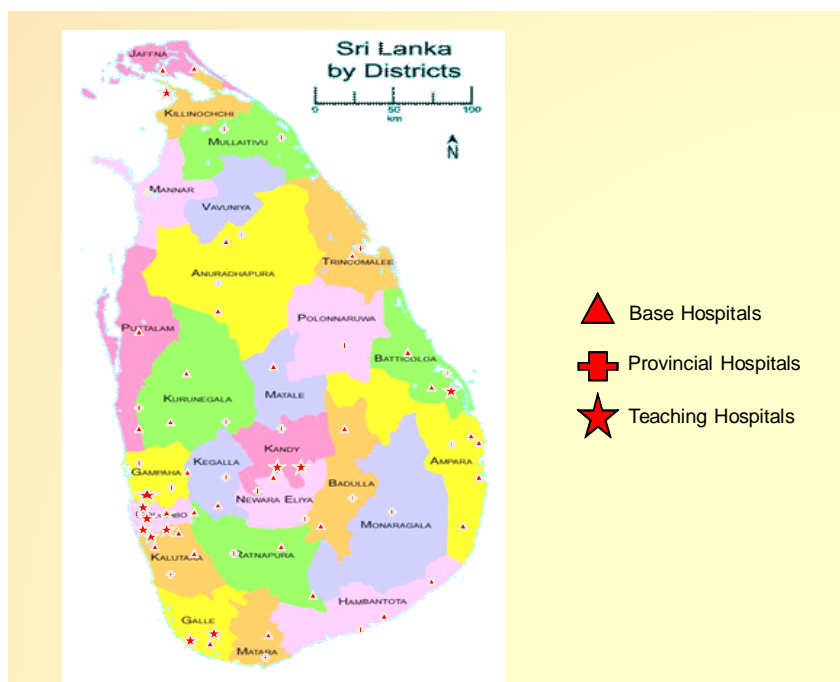 Sri Lanka
by Districts
0 50 100
km
N
JAFFNA
KILLINOCHCHI
MULLAITIVU
MANNAR
VAVUNIYA
TRINCOMALEE
ANURADHAPURA
POLONNARUWA
PUTTALAM
BATTICOLOA
MATALE
KURUNEGALA
KANDY
KEGALLA
AMPARA
GAMPAHA
BADULLA
NEWARA ELIYA
MONARAGALA
KALUTARA
RATNAPURA
HAMBANTOTA
GALLE
MATARA
Base Hospitals
Provincial Hospitals
Teaching Hospitals